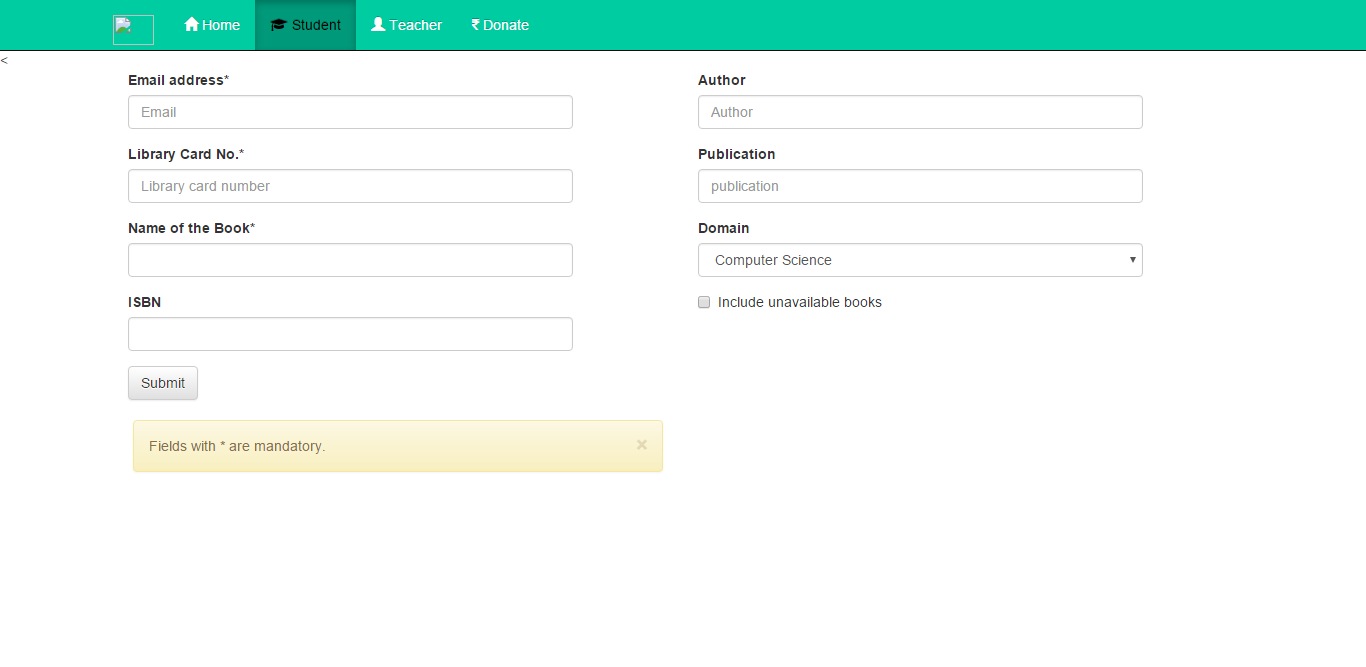 Home Student Teacher ₹ Donate
<
Email address*
Email
Library Card No.*
Library card number
Name of the Book*
ISBN
Submit
Fields with * are mandatory. ×
Author
Author
Publication
publication
Domain
Computer Science
Include unavailable books